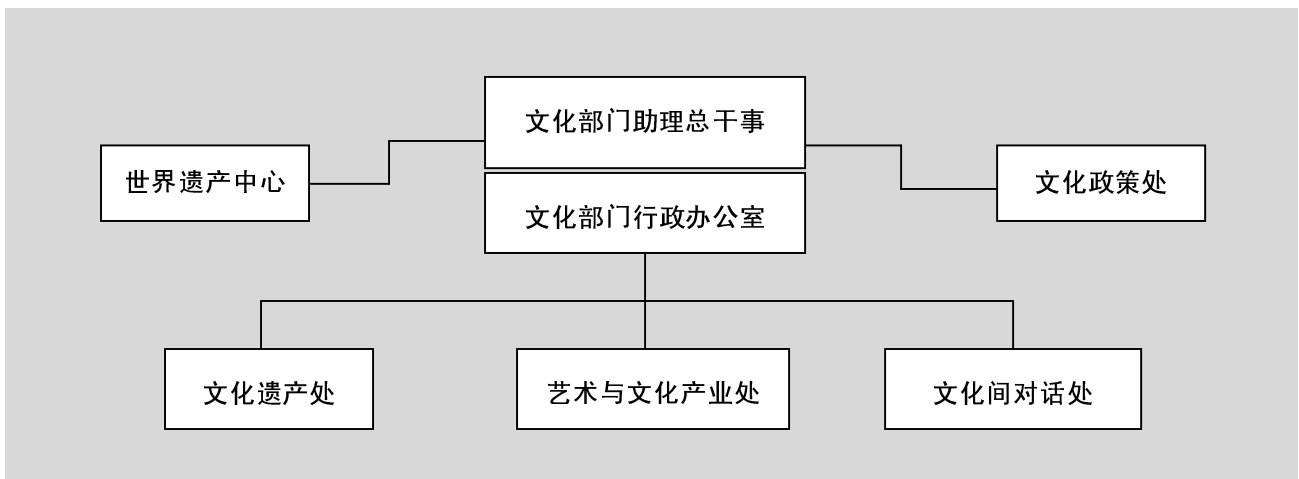 文化部门助理总干事
世界遗产中心
文化政策处
文化部门行政办公室
文化遗产处
艺术与文化产业处
文化间对话处